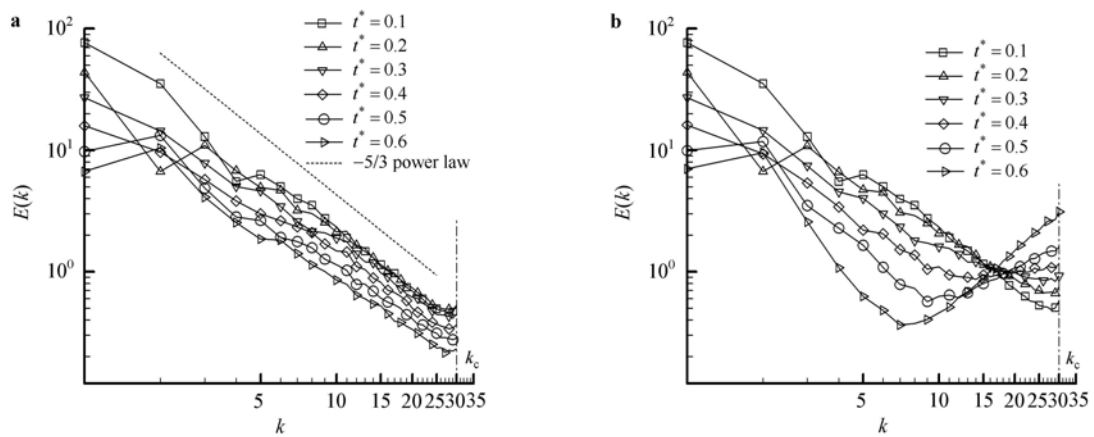 a
10²
10¹
10⁰
E(k)
t* = 0.1
t* = 0.2
t* = 0.3
t* = 0.4
t* = 0.5
t* = 0.6
−5/3 power law
k_c
5 10 15 20 25 30 35
k
b
10²
10¹
10⁰
E(k)
t* = 0.1
t* = 0.2
t* = 0.3
t* = 0.4
t* = 0.5
t* = 0.6
k_c
5 10 15 20 25 30 35
k